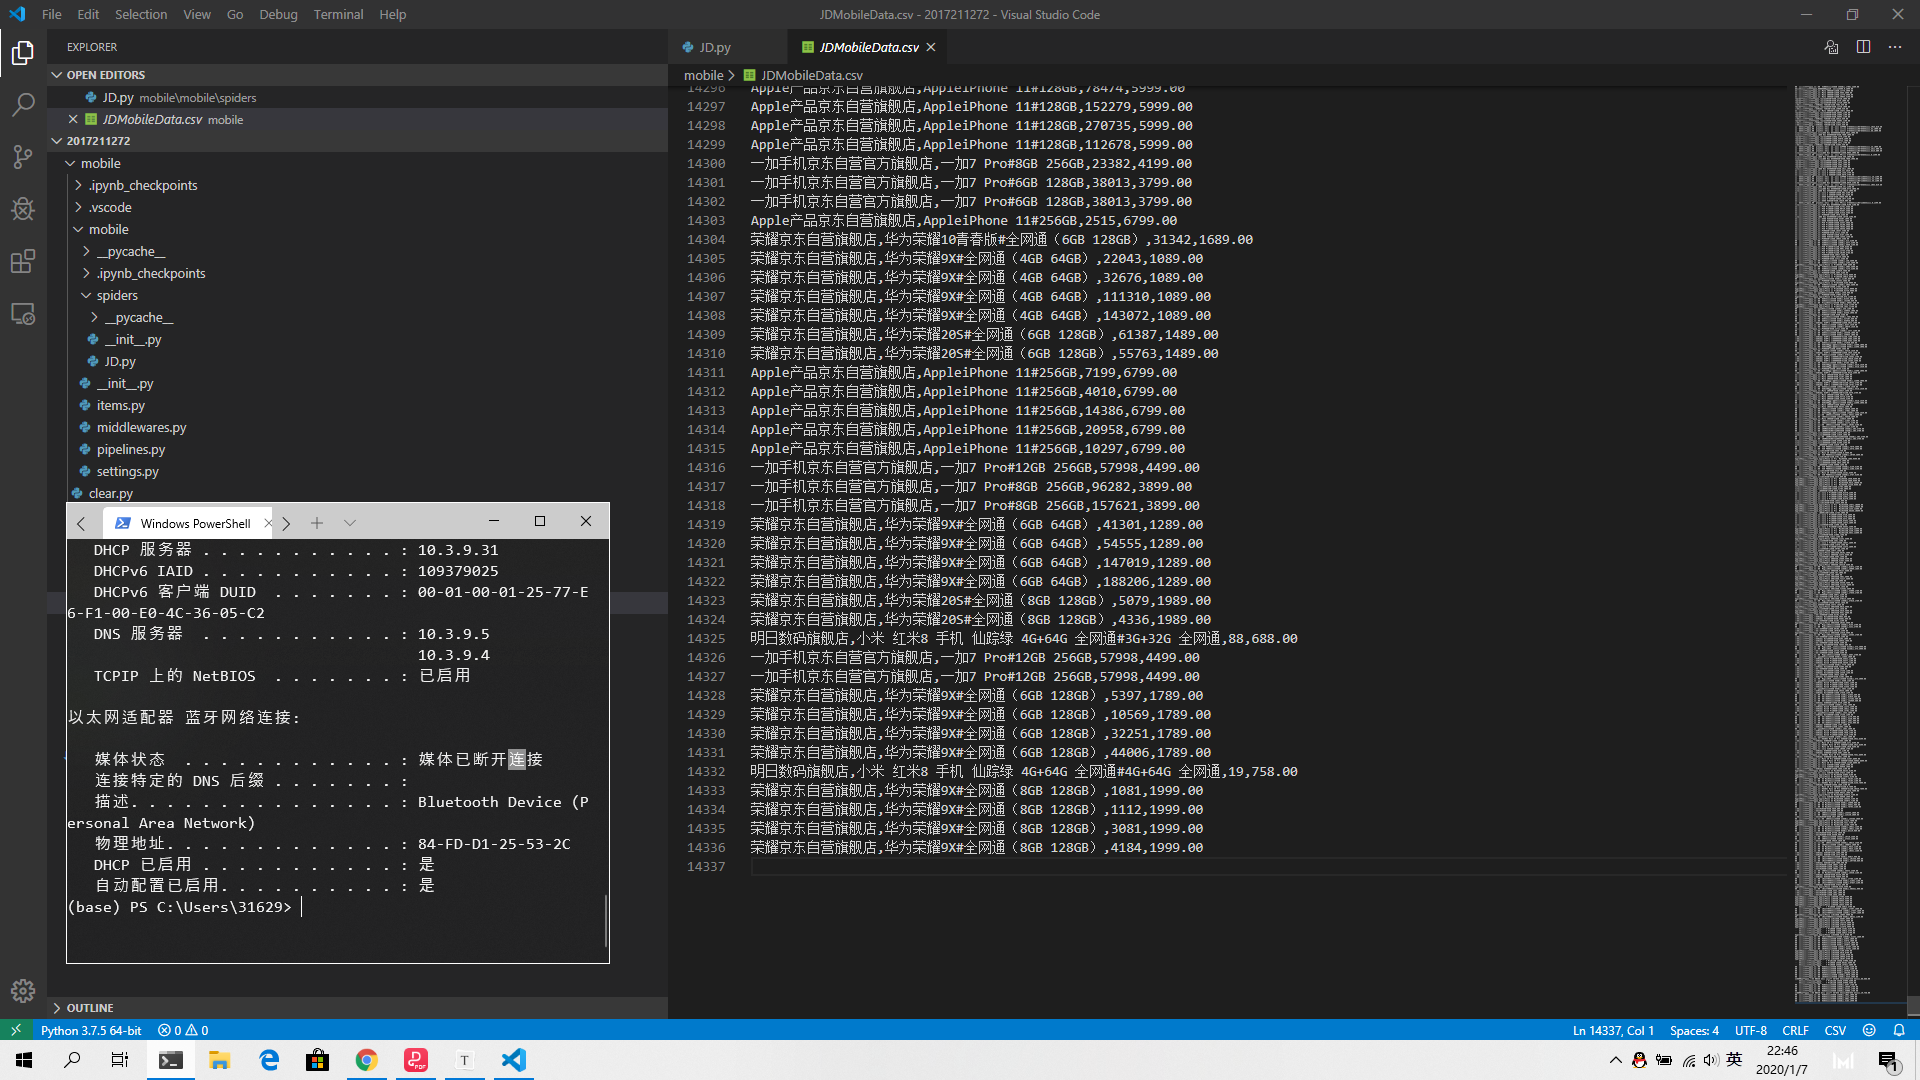 File Edit Selection View Go Debug Terminal Help
JDMobileData.csv - 2017211272 - Visual Studio Code
EXPLORER
OPEN EDITORS
JD.py mobile\mobile\spiders
JDMobileData.csv mobile
2017211272
mobile
.ipynb_checkpoints
.vscode
mobile
__pycache__
.ipynb_checkpoints
spiders
__pycache__
__init__.py
JD.py
__init__.py
items.py
middlewares.py
pipelines.py
settings.py
clear.py
Windows PowerShell
DHCP 服务器 . . . . . . . . . . . : 10.3.9.31
DHCPv6 IAID . . . . . . . . . . . : 109379025
DHCPv6 客户端 DUID . . . . . . . : 00-01-00-01-25-77-E
6-F1-00-E0-4C-36-05-C2
DNS 服务器 . . . . . . . . . . . : 10.3.9.5
10.3.9.4
TCPIP 上的 NetBIOS . . . . . . . : 已启用
以太网适配器 蓝牙网络连接:
媒体状态 . . . . . . . . . . . . : 媒体已断开连接
连接特定的 DNS 后缀 . . . . . . . :
描述. . . . . . . . . . . . . . . : Bluetooth Device (P
ersonal Area Network)
物理地址. . . . . . . . . . . . . : 84-FD-D1-25-53-2C
DHCP 已启用 . . . . . . . . . . . : 是
自动配置已启用. . . . . . . . . . : 是
(base) PS C:\Users\31629>
OUTLINE
JD.py
JDMobileData.csv
mobile > JDMobileData.csv
14296 Apple产品京东自营旗舰店,AppleiPhone 11#128GB,78474,5999.00
14297 Apple产品京东自营旗舰店,AppleiPhone 11#128GB,152279,5999.00
14298 Apple产品京东自营旗舰店,AppleiPhone 11#128GB,270735,5999.00
14299 Apple产品京东自营旗舰店,AppleiPhone 11#128GB,112678,5999.00
14300 一加手机京东自营官方旗舰店,一加7 Pro#8GB 256GB,23382,4199.00
14301 一加手机京东自营官方旗舰店,一加7 Pro#6GB 128GB,38013,3799.00
14302 一加手机京东自营官方旗舰店,一加7 Pro#6GB 128GB,38013,3799.00
14303 Apple产品京东自营旗舰店,AppleiPhone 11#256GB,2515,6799.00
14304 荣耀京东自营旗舰店,华为荣耀10青春版#全网通（6GB 128GB）,31342,1689.00
14305 荣耀京东自营旗舰店,华为荣耀9X#全网通（4GB 64GB）,22043,1089.00
14306 荣耀京东自营旗舰店,华为荣耀9X#全网通（4GB 64GB）,32676,1089.00
14307 荣耀京东自营旗舰店,华为荣耀9X#全网通（4GB 64GB）,111310,1089.00
14308 荣耀京东自营旗舰店,华为荣耀9X#全网通（4GB 64GB）,143072,1089.00
14309 荣耀京东自营旗舰店,华为荣耀20S#全网通（6GB 128GB）,61387,1489.00
14310 荣耀京东自营旗舰店,华为荣耀20S#全网通（6GB 128GB）,55763,1489.00
14311 Apple产品京东自营旗舰店,AppleiPhone 11#256GB,7199,6799.00
14312 Apple产品京东自营旗舰店,AppleiPhone 11#256GB,4010,6799.00
14313 Apple产品京东自营旗舰店,AppleiPhone 11#256GB,14386,6799.00
14314 Apple产品京东自营旗舰店,AppleiPhone 11#256GB,20958,6799.00
14315 Apple产品京东自营旗舰店,AppleiPhone 11#256GB,10297,6799.00
14316 一加手机京东自营官方旗舰店,一加7 Pro#12GB 256GB,57998,4499.00
14317 一加手机京东自营官方旗舰店,一加7 Pro#8GB 256GB,96282,3899.00
14318 一加手机京东自营官方旗舰店,一加7 Pro#8GB 256GB,157621,3899.00
14319 荣耀京东自营旗舰店,华为荣耀9X#全网通（6GB 64GB）,41301,1289.00
14320 荣耀京东自营旗舰店,华为荣耀9X#全网通（6GB 64GB）,54555,1289.00
14321 荣耀京东自营旗舰店,华为荣耀9X#全网通（6GB 64GB）,147019,1289.00
14322 荣耀京东自营旗舰店,华为荣耀9X#全网通（6GB 64GB）,188206,1289.00
14323 荣耀京东自营旗舰店,华为荣耀20S#全网通（8GB 128GB）,5079,1989.00
14324 荣耀京东自营旗舰店,华为荣耀20S#全网通（8GB 128GB）,4336,1989.00
14325 明日数码旗舰店,小米 红米8 手机 仙踪绿 4G+64G 全网通#3G+32G 全网通,88,688.00
14326 一加手机京东自营官方旗舰店,一加7 Pro#12GB 256GB,57998,4499.00
14327 一加手机京东自营官方旗舰店,一加7 Pro#12GB 256GB,57998,4499.00
14328 荣耀京东自营旗舰店,华为荣耀9X#全网通（6GB 128GB）,5397,1789.00
14329 荣耀京东自营旗舰店,华为荣耀9X#全网通（6GB 128GB）,10569,1789.00
14330 荣耀京东自营旗舰店,华为荣耀9X#全网通（6GB 128GB）,32251,1789.00
14331 荣耀京东自营旗舰店,华为荣耀9X#全网通（6GB 128GB）,44006,1789.00
14332 明日数码旗舰店,小米 红米8 手机 仙踪绿 4G+64G 全网通#4G+64G 全网通,19,758.00
14333 荣耀京东自营旗舰店,华为荣耀9X#全网通（8GB 128GB）,1081,1999.00
14334 荣耀京东自营旗舰店,华为荣耀9X#全网通（8GB 128GB）,1112,1999.00
14335 荣耀京东自营旗舰店,华为荣耀9X#全网通（8GB 128GB）,3081,1999.00
14336 荣耀京东自营旗舰店,华为荣耀9X#全网通（8GB 128GB）,4184,1999.00
14337
Python 3.7.5 64-bit 0 0
Ln 14337, Col 1 Spaces: 4 UTF-8 CRLF CSV
英 22:46
2020/1/7
1